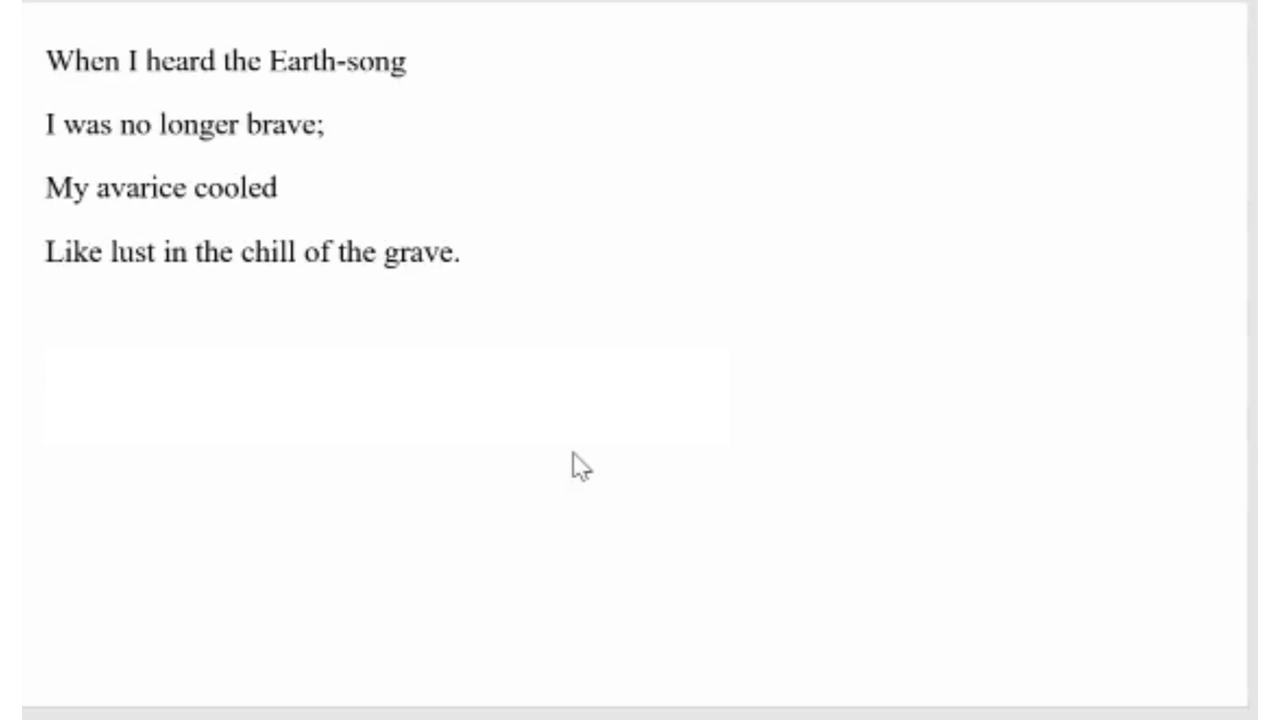 When I heard the Earth-song
I was no longer brave;
My avarice cooled
Like lust in the chill of the grave.